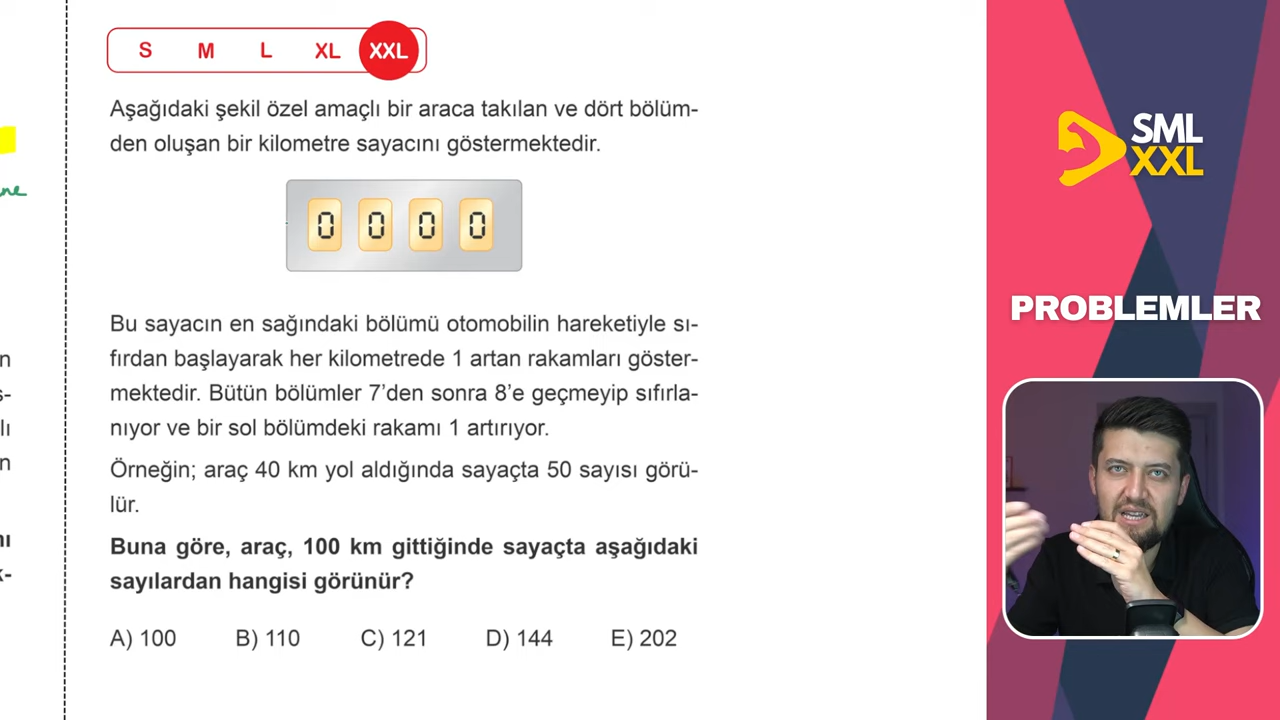 S M L XL XXL
Aşağıdaki şekil özel amaçlı bir araca takılan ve dört bölüm-
den oluşan bir kilometre sayacını göstermektedir.
0 0 0 0
Bu sayacın en sağındaki bölümü otomobilin hareketiyle sı-
fırdan başlayarak her kilometrede 1 artan rakamları göster-
mektedir. Bütün bölümler 7’den sonra 8’e geçmeyip sıfırla-
nıyor ve bir sol bölümdeki rakamı 1 artırıyor.
Örneğin; araç 40 km yol aldığında sayaçta 50 sayısı görü-
lür.
Buna göre, araç, 100 km gittiğinde sayaçta aşağıdaki
sayılardan hangisi görünür?
A) 100 B) 110 C) 121 D) 144 E) 202
SML
XXL
PROBLEMLER